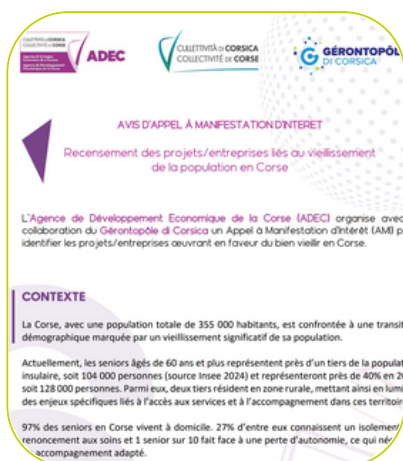 ADEC
CULLETTIVITÀ DI CORSICA
COLLECTIVITÉ DE CORSE
GÉRONTOPÔL
DI CORSICA
AVIS D'APPEL À MANIFESTATION D'INTERET
Recensement des projets/entreprises liés au vieillissement
de la population en Corse
L'Agence de Développement Economique de la Corse (ADEC) organise avec
collaboration du Gérontopôle di Corsica un Appel à Manifestation d'Intérêt (AMI) p
identifier les projets/entreprises œuvrant en faveur du bien vieillir en Corse.
CONTEXTE
La Corse, avec une population totale de 355 000 habitants, est confrontée à une transit
démographique marquée par un vieillissement significatif de sa population.
Actuellement, les seniors âgés de 60 ans et plus représentent près d'un tiers de la populat
insulaire, soit 104 000 personnes (source Insee 2024) et représenteront près de 40% en 20
soit 128 000 personnes. Parmi eux, deux tiers résident en zone rurale, mettant ainsi en lumi
des enjeux spécifiques liés à l'accès aux services et à l'accompagnement dans ces territoir
97% des seniors en Corse vivent à domicile. 27% d'entre eux connaissent un isolemen
renoncement aux soins et 1 senior sur 10 fait face à une perte d'autonomie, ce qui néc
accompagnement adapté.